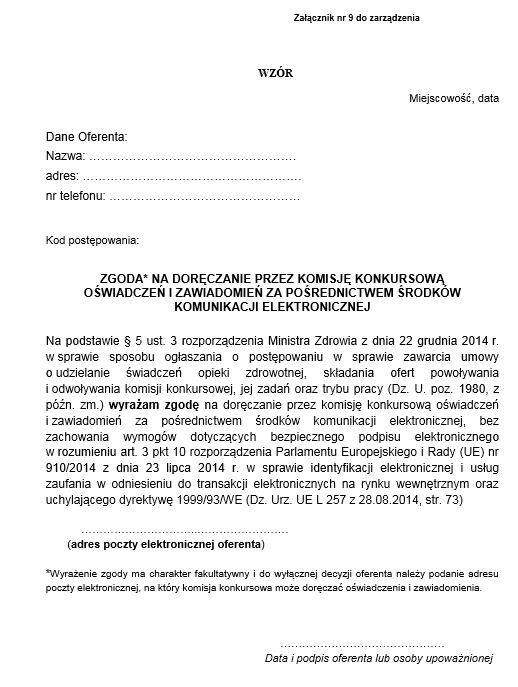 Załącznik nr 9 do zarządzenia
WZÓR
Miejscowość, data
Dane Oferenta:
Nazwa: …………………………………………….
adres: ……………………………………………….
nr telefonu: …………………………………………
Kod postępowania:
ZGODA* NA DORĘCZANIE PRZEZ KOMISJĘ KONKURSOWĄ
OŚWIADCZEŃ I ZAWIADOMIEŃ ZA POŚREDNICTWEM ŚRODKÓW
KOMUNIKACJI ELEKTRONICZNEJ
Na podstawie § 5 ust. 3 rozporządzenia Ministra Zdrowia z dnia 22 grudnia 2014 r.
w sprawie sposobu ogłaszania o postępowaniu w sprawie zawarcia umowy
o udzielanie świadczeń opieki zdrowotnej, składania ofert powoływania
i odwoływania komisji konkursowej, jej zadań oraz trybu pracy (Dz. U. poz. 1980, z
późn. zm.) wyrażam zgodę na doręczanie przez komisję konkursową oświadczeń
i zawiadomień za pośrednictwem środków komunikacji elektronicznej, bez
zachowania wymogów dotyczących bezpiecznego podpisu elektronicznego
w rozumieniu art. 3 pkt 10 rozporządzenia Parlamentu Europejskiego i Rady (UE) nr
910/2014 z dnia 23 lipca 2014 r. w sprawie identyfikacji elektronicznej i usług
zaufania w odniesieniu do transakcji elektronicznych na rynku wewnętrznym oraz
uchylającego dyrektywę 1999/93/WE (Dz. Urz. UE L 257 z 28.08.2014, str. 73)
………………………………...………………….
(adres poczty elektronicznej oferenta)
*Wyrażenie zgody ma charakter fakultatywny i do wyłącznej decyzji oferenta należy podanie adresu
poczty elektronicznej, na który komisja konkursowa może doręczać oświadczenia i zawiadomienia.
…………………………………….
Data i podpis oferenta lub osoby upoważnionej